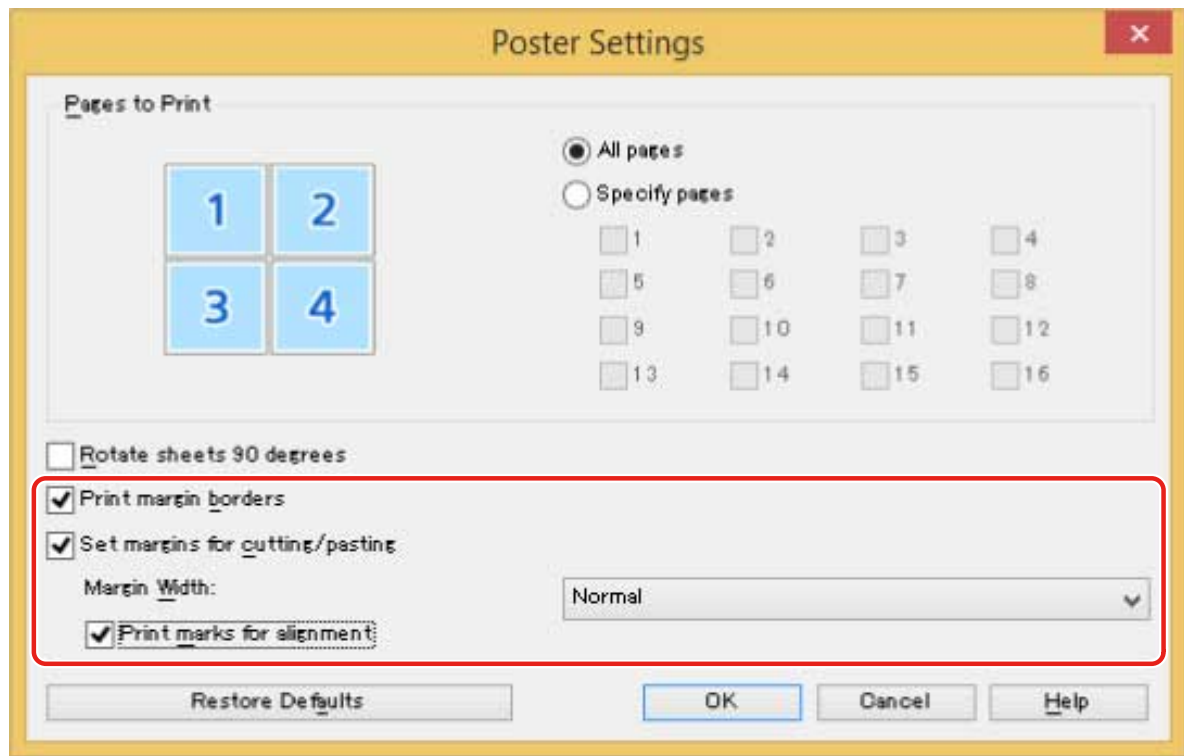 Poster Settings
Pages to Print
1 2
3 4
All pages
Specify pages
1 2 3 4
5 6 7 8
9 10 11 12
13 14 15 16
Rotate sheets 90 degrees
Print margin borders
Set margins for cutting/pasting
Margin Width: Normal
Print marks for alignment
Restore Defaults OK Cancel Help